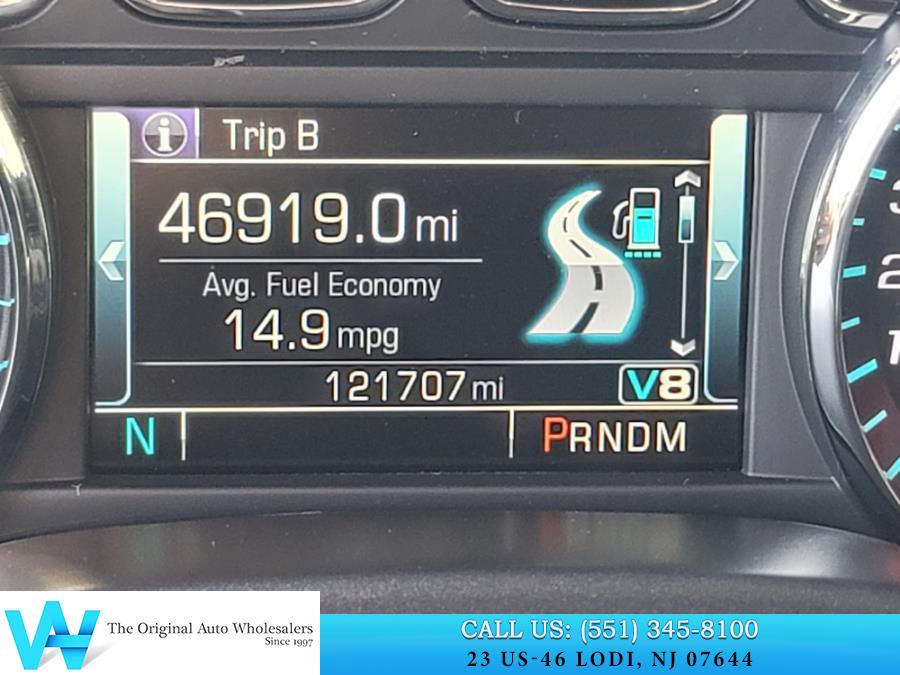 Trip B
46919.0 mi
Avg. Fuel Economy
14.9 mpg
121707 mi
V8
N
PRNDM
2
The Original Auto Wholesalers
Since 1997
CALL US: (551) 345-8100
23 US-46 LODI, NJ 07644